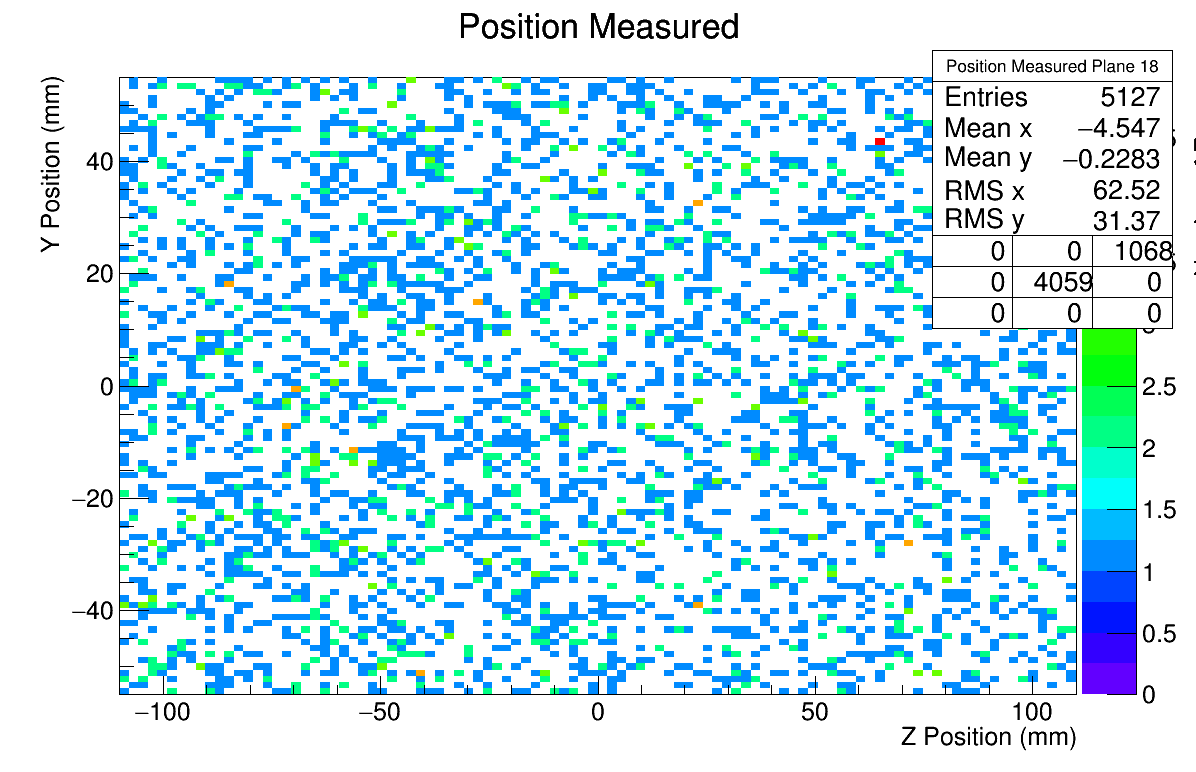 Position Measured
Y Position (mm)
Position Measured Plane 18
Entries 5127
Mean x −4.547
Mean y −0.2283
RMS x 62.52
RMS y 31.37
0 0 1068
0 4059 0
0 0 0
40
20
0
−20
−40
2.5
2
1.5
1
0.5
0
−100 −50 0 50 100
Z Position (mm)